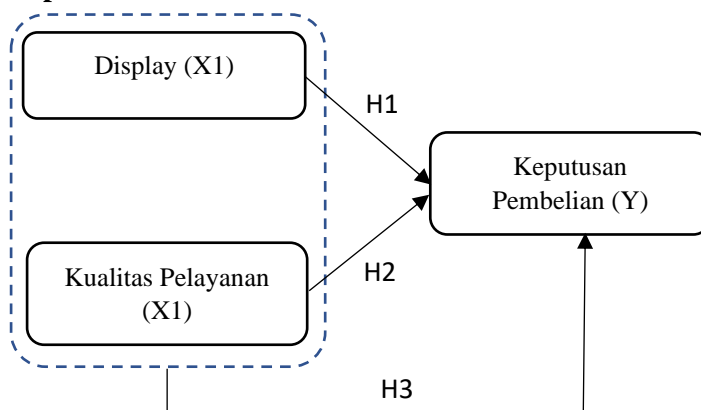 Display (X1)
H1
Keputusan
Pembelian (Y)
Kualitas Pelayanan
(X1)
H2
H3